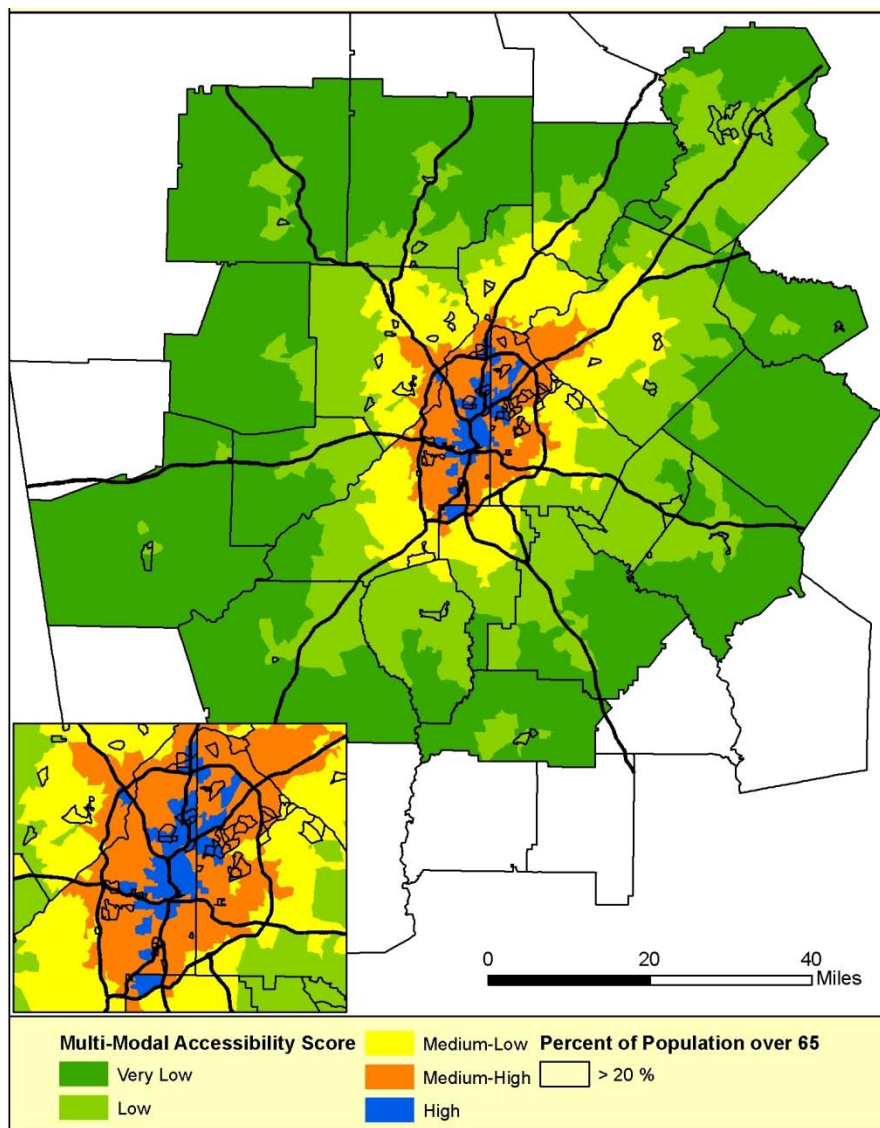 0 20 40
Miles
Multi-Modal Accessibility Score
Very Low
Low
Medium-Low
Medium-High
High
Percent of Population over 65
> 20 %